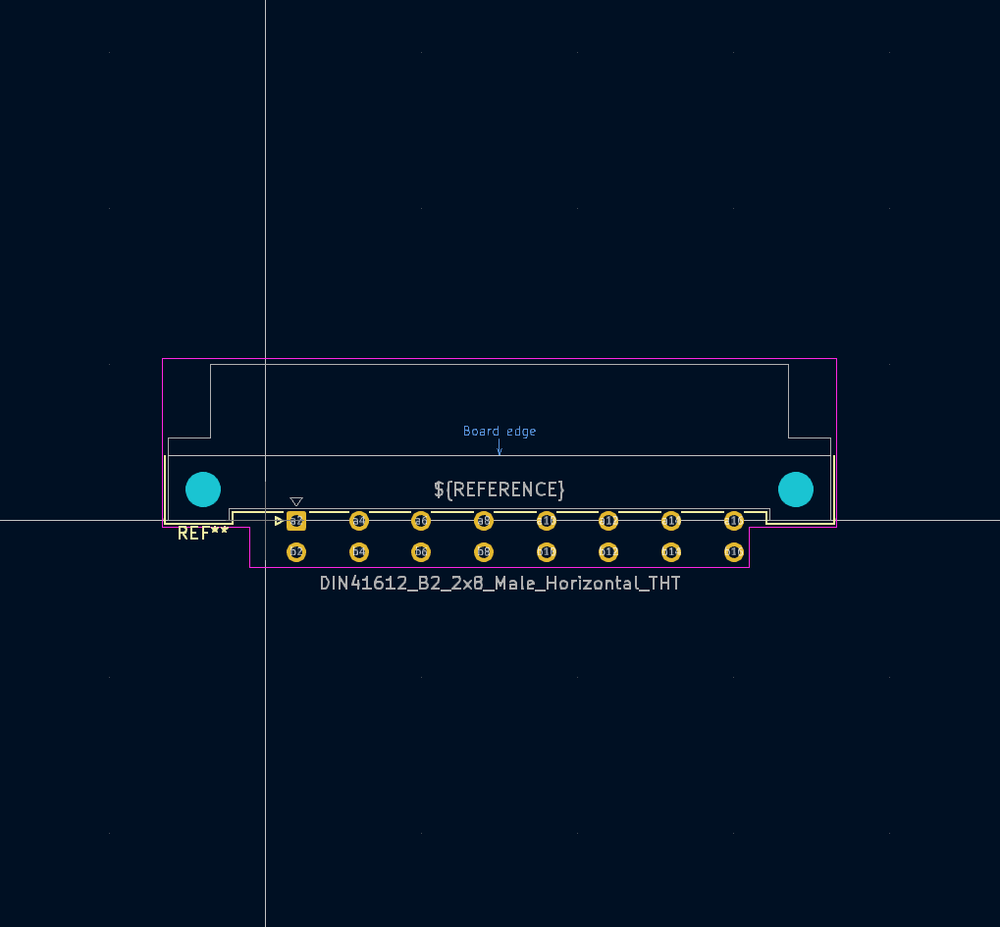 Board edge
${REFERENCE}
a2 a4 a6 a8 a10 a12 a14 a16
REF**
b2 b4 b6 b8 b10 b12 b14 b16
DIN41612_B2_2x8_Male_Horizontal_THT